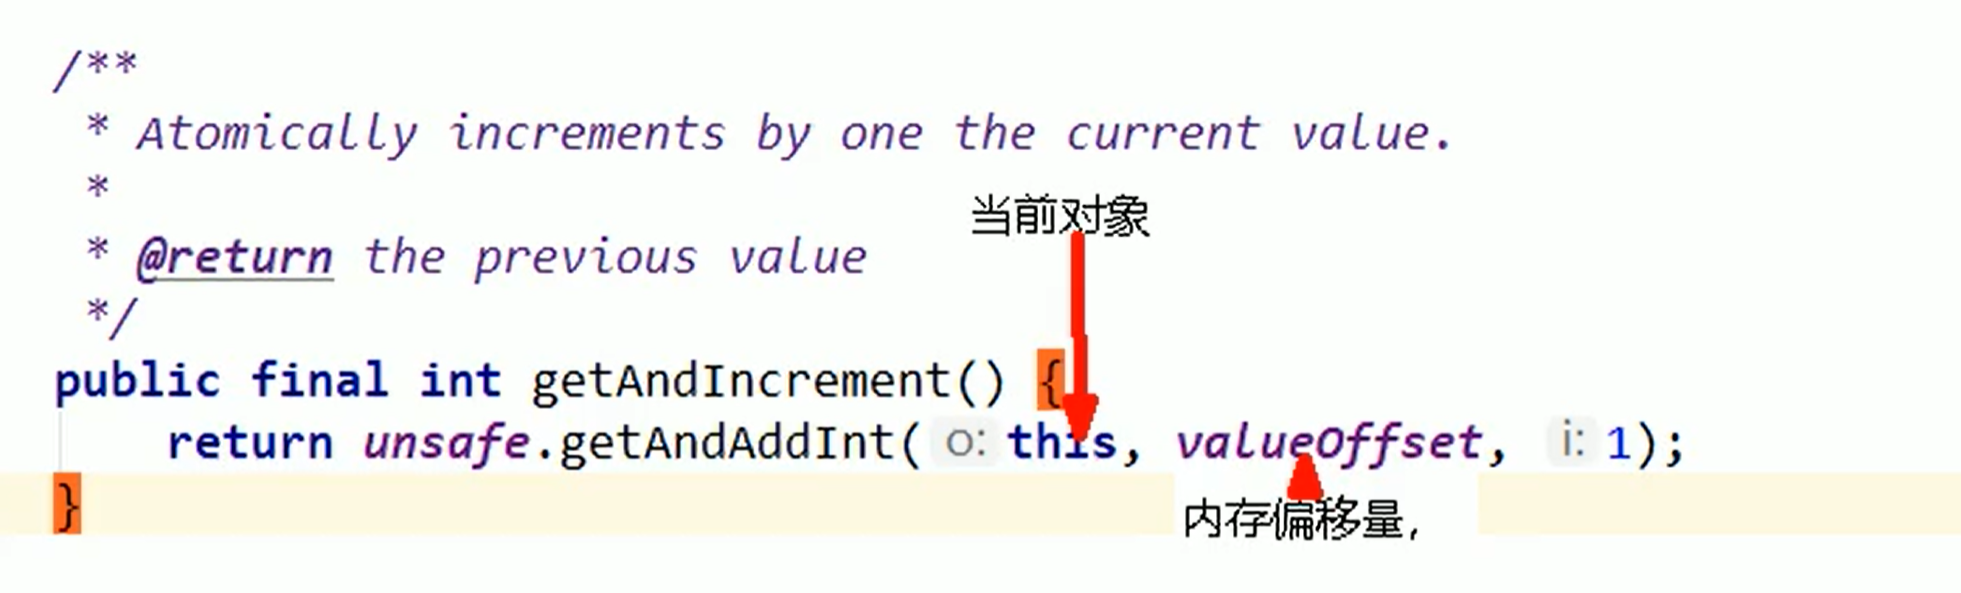 /**
* Atomically increments by one the current value.
*
当前对象
* @return the previous value
*/
public final int getAndIncrement() {
return unsafe.getAndAddInt( o: this, valueOffset, i: 1);
}
内存偏移量,